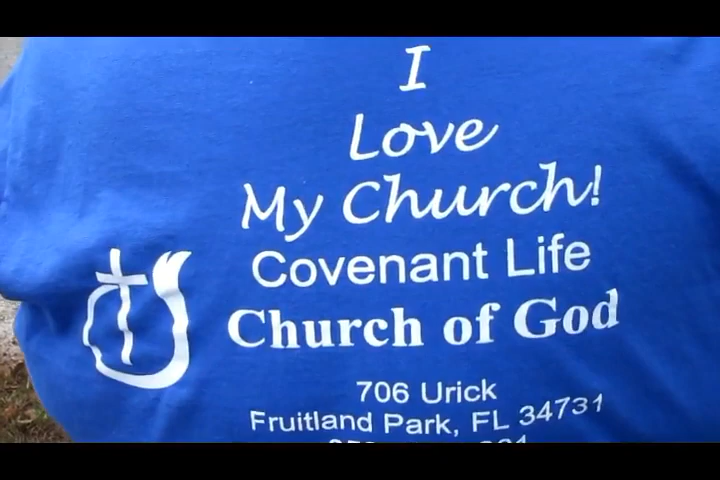 I
Love
My Church!
Covenant Life
Church of God
706 Urick
Fruitland Park, FL 34731